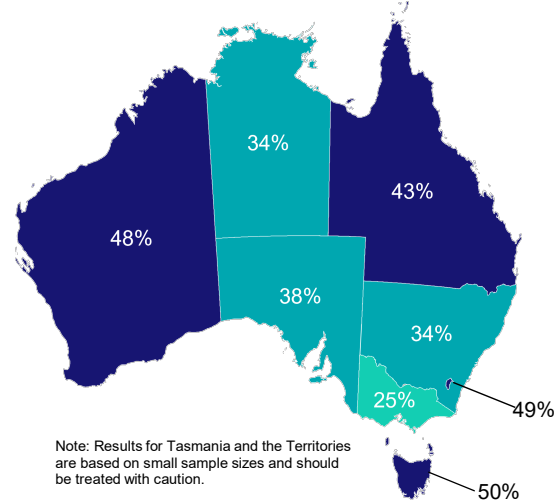 34%
43%
48%
38%
34%
25%
49%
Note: Results for Tasmania and the Territories
are based on small sample sizes and should
be treated with caution.
50%